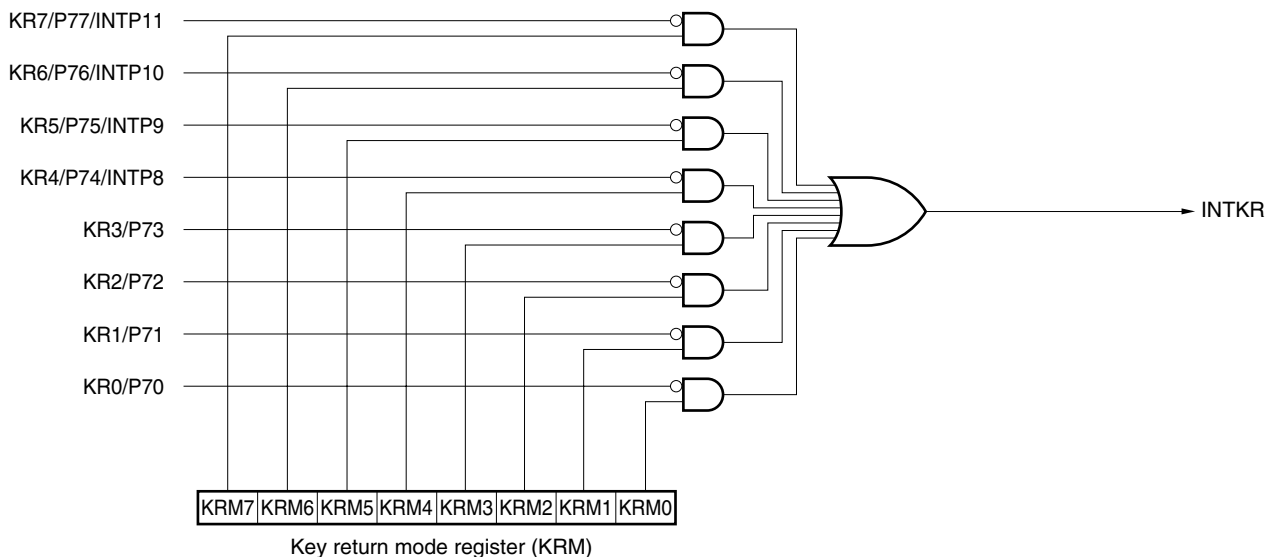 KR7/P77/INTP11
KR6/P76/INTP10
KR5/P75/INTP9
KR4/P74/INTP8
KR3/P73
INTKR
KR2/P72
KR1/P71
KR0/P70
KRM7 KRM6 KRM5 KRM4 KRM3 KRM2 KRM1 KRM0
Key return mode register (KRM)